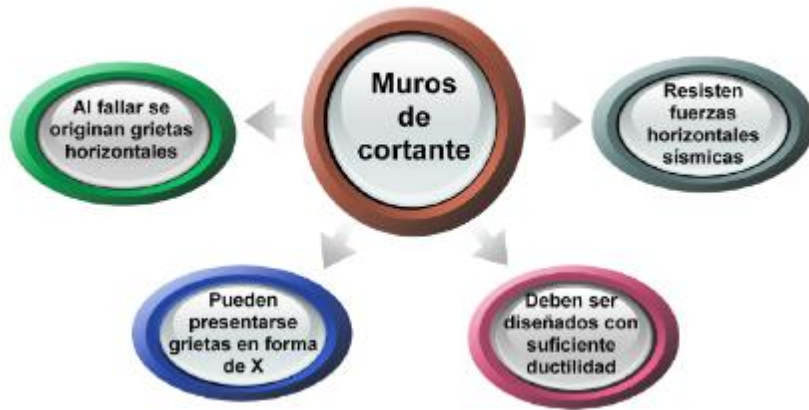 Muros
de
cortante
Al fallar se
originan grietas
horizontales
Resisten
fuerzas
horizontales
sísmicas
Pueden
presentarse
grietas en forma
de X
Deben ser
diseñados con
suficiente
ductilidad